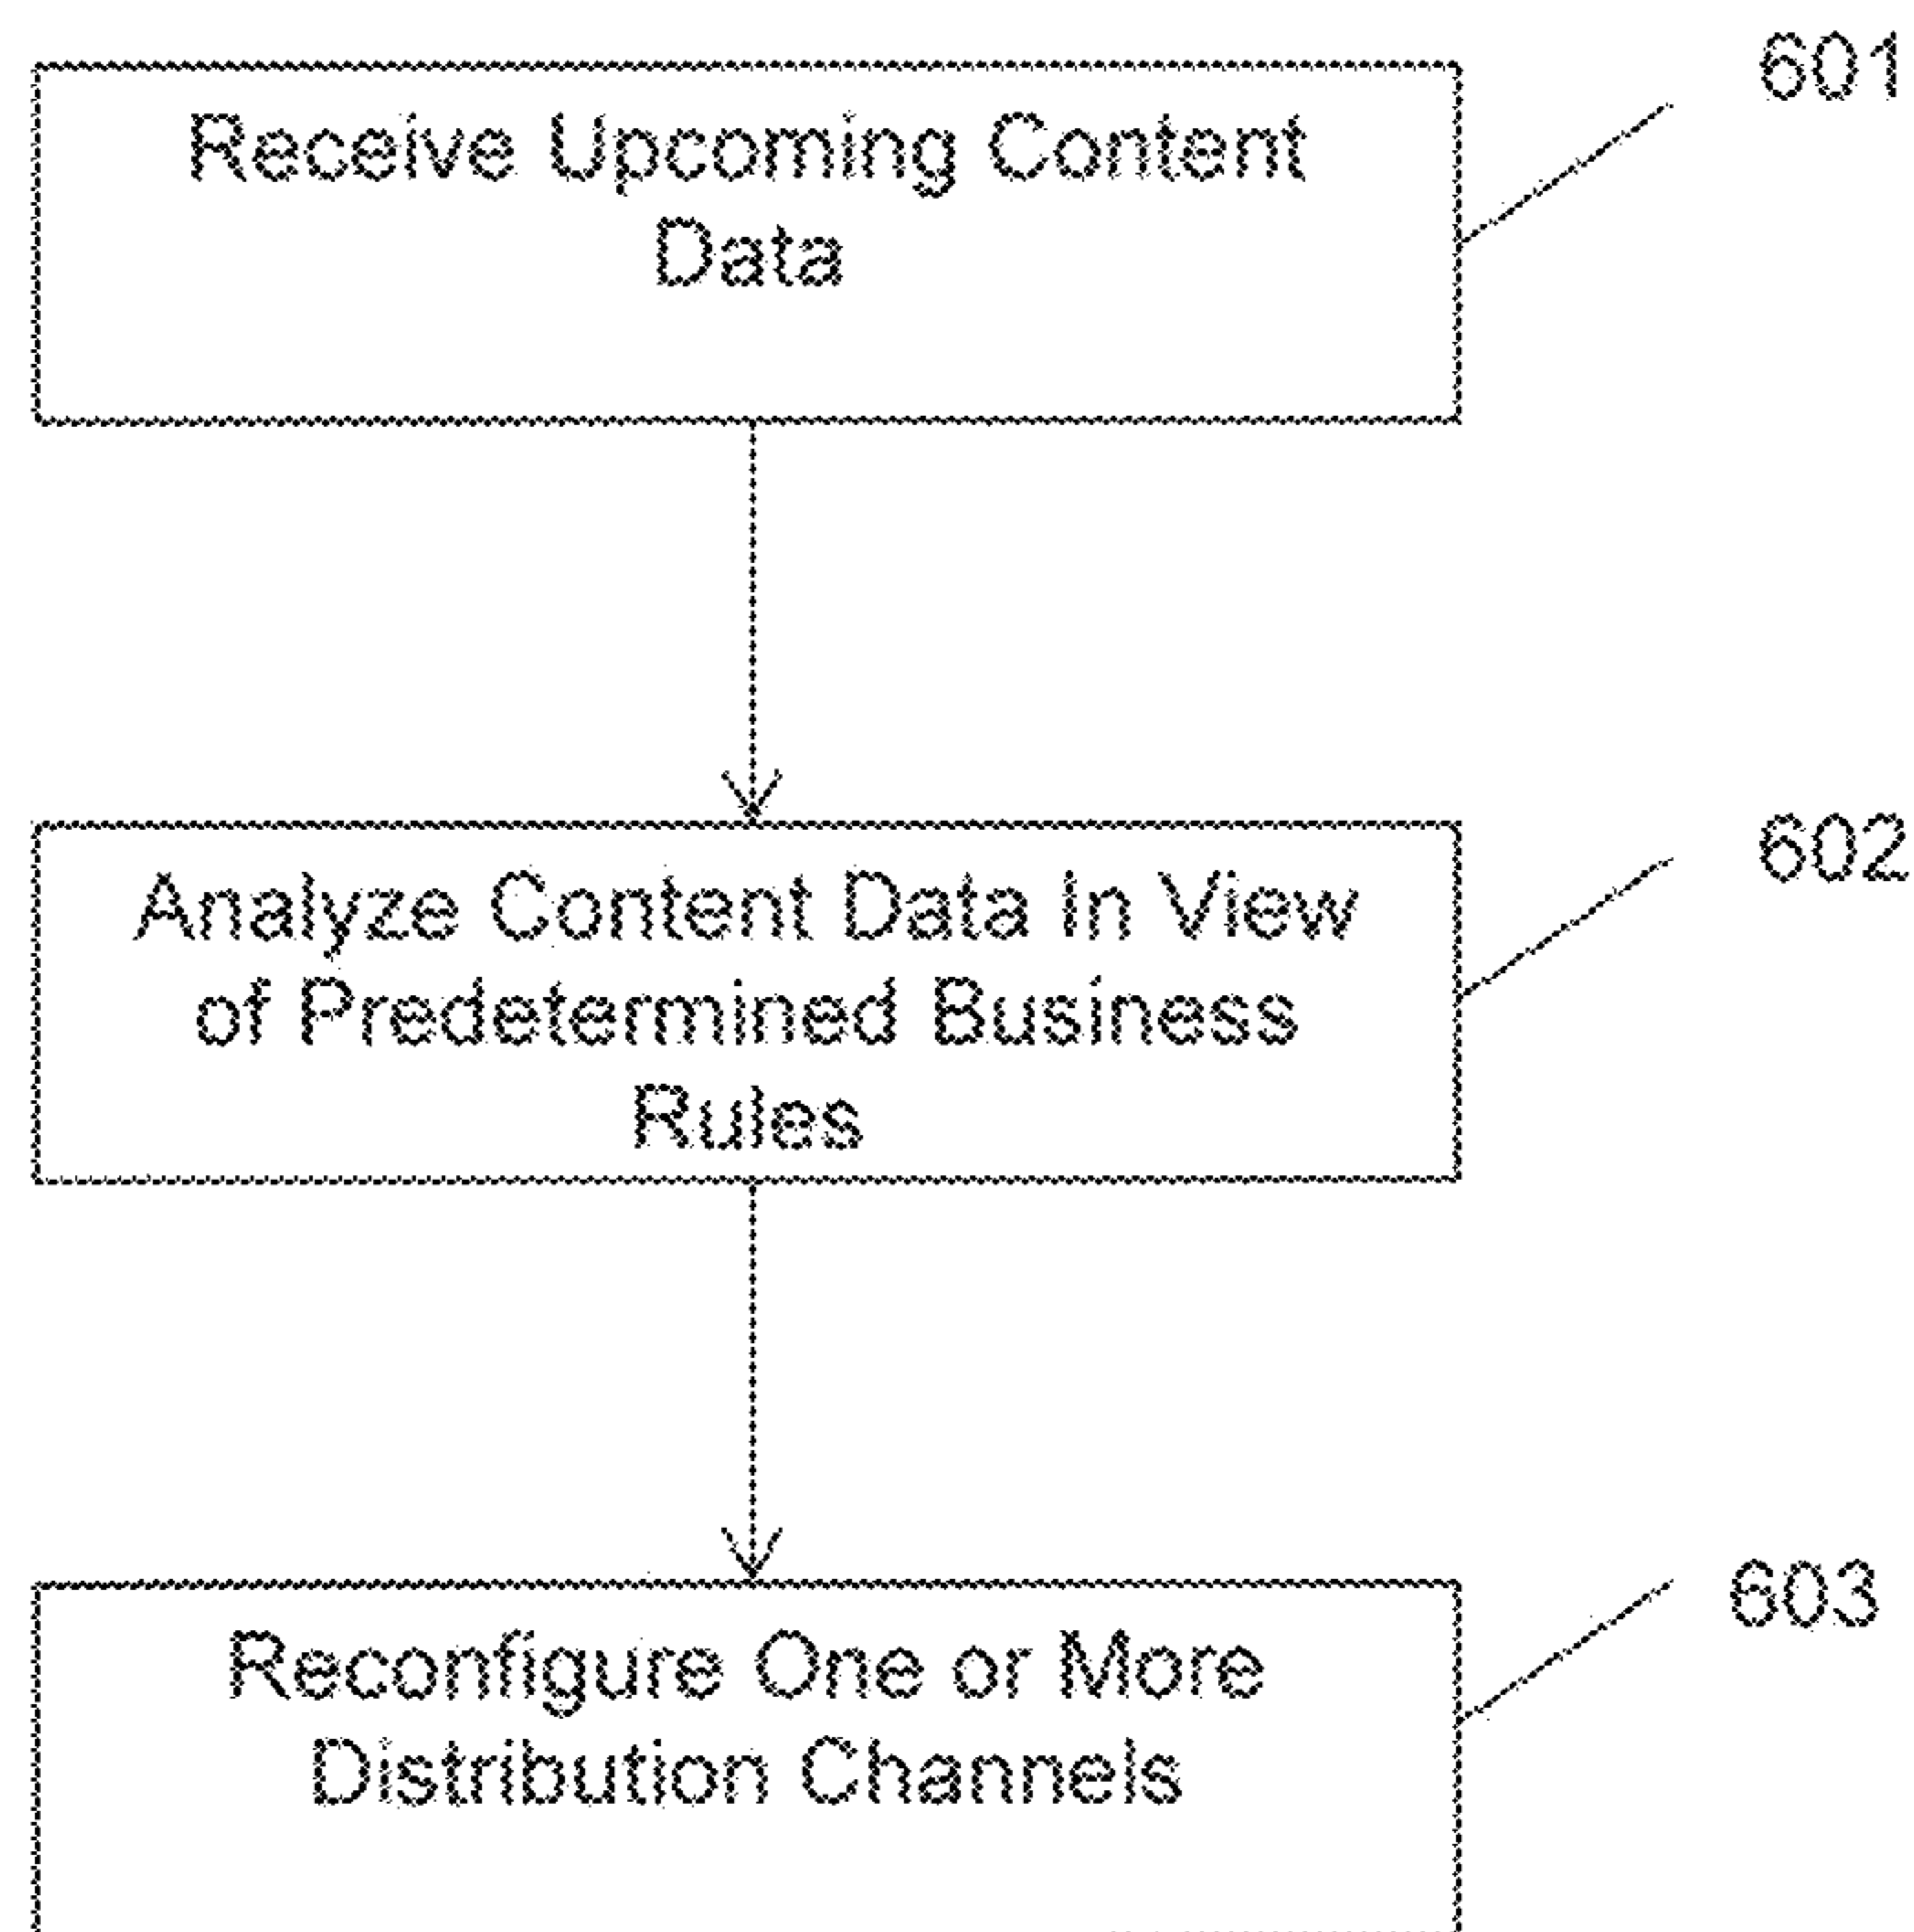 601
Receive Upcoming Content
Data
602
Analyze Content Data In View
of Predetermined Business
Rules
603
Reconfigure One or More
Distribution Channels